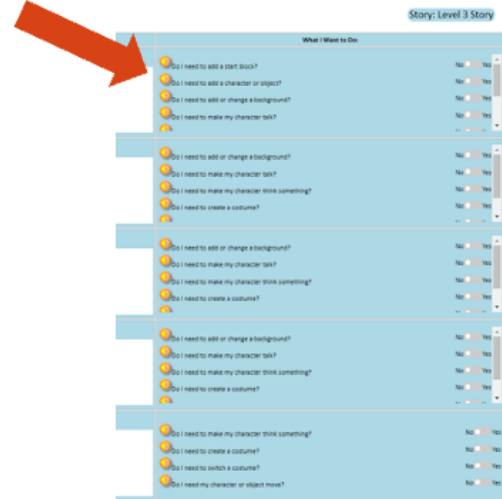 Story: Level 3 Story
What I Want to Do:
Do I need to add a start block? No Yes
Do I need to add a character or object? No Yes
Do I need to add or change a background? No Yes
Do I need to make my character talk? No Yes
Do I need to add or change a background? No Yes
Do I need to make my character talk? No Yes
Do I need to make my character think something? No Yes
Do I need to create a costume? No Yes
Do I need to add or change a background? No Yes
Do I need to make my character talk? No Yes
Do I need to make my character think something? No Yes
Do I need to create a costume? No Yes
Do I need to add or change a background? No Yes
Do I need to make my character talk? No Yes
Do I need to make my character think something? No Yes
Do I need to create a costume? No Yes
Do I need to make my character think something? No Yes
Do I need to create a costume? No Yes
Do I need to switch a costume? No Yes
Do I need my character or object move? No Yes